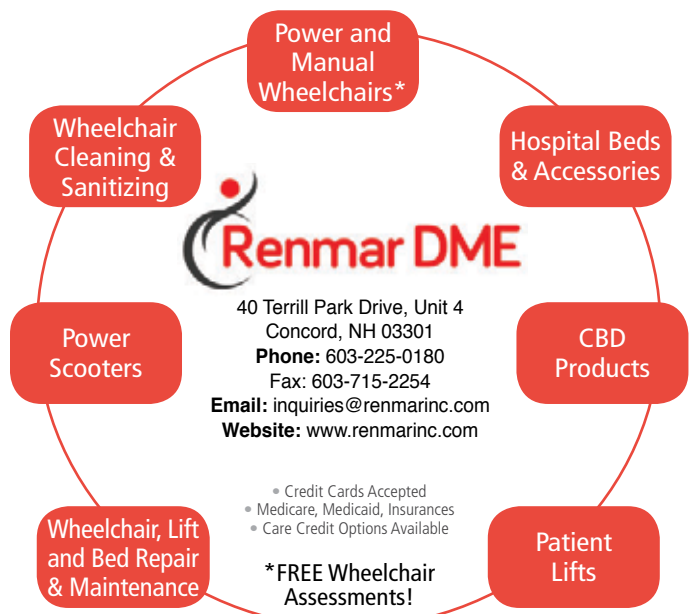 Power and
Manual
Wheelchairs*
Wheelchair
Cleaning &
Sanitizing
Hospital Beds
& Accessories
Renmar DME
40 Terrill Park Drive, Unit 4
Concord, NH 03301
Phone: 603-225-0180
Fax: 603-715-2254
Email: inquiries@renmarinc.com
Website: www.renmarinc.com
Power
Scooters
CBD
Products
• Credit Cards Accepted
• Medicare, Medicaid, Insurances
• Care Credit Options Available
Wheelchair, Lift
and Bed Repair
& Maintenance
Patient
Lifts
*FREE Wheelchair
Assessments!